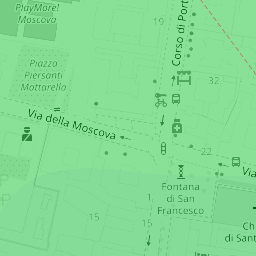 PlayMore!
Moscova
19
Corso di Port
Piazza
Piersanti
Mattarella
32
Via della Moscova
22
Via
Fontana
di San
Francesco
1
15
15
Ch
di Sant